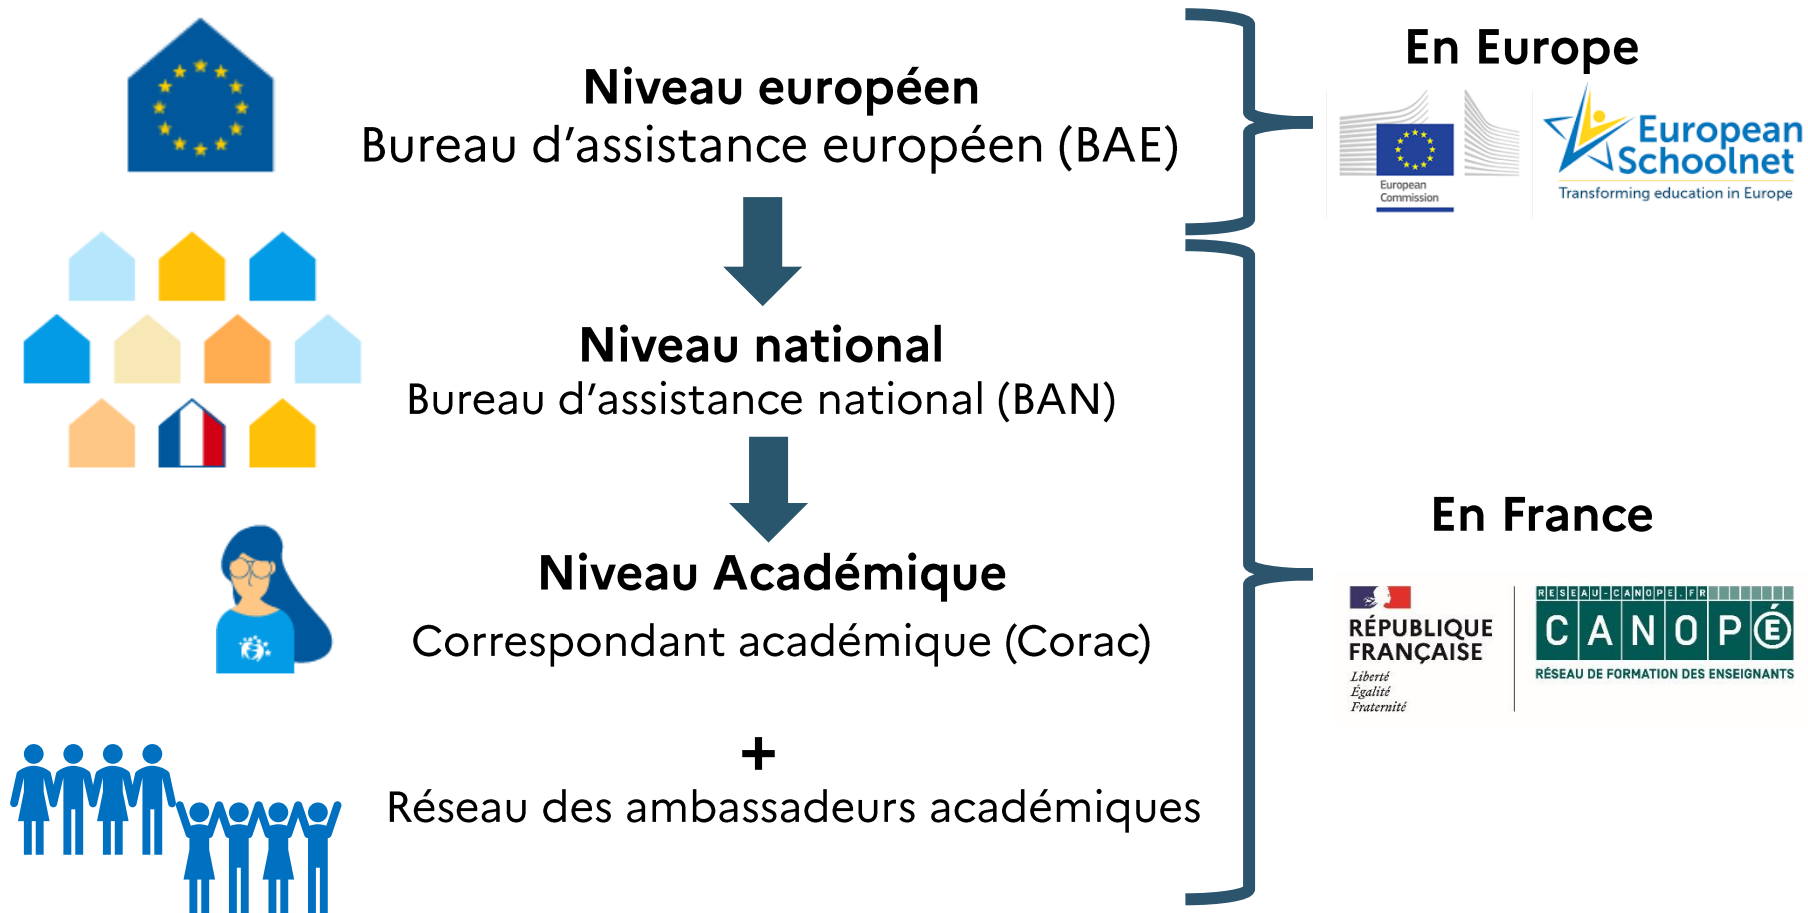 Niveau européen
Bureau d’assistance européen (BAE)
En Europe
European
Commission
European
Schoolnet
Transforming education in Europe
Niveau national
Bureau d’assistance national (BAN)
Niveau Académique
Correspondant académique (Corac)
+
Réseau des ambassadeurs académiques
En France
RÉPUBLIQUE
FRANÇAISE
Liberté
Égalité
Fraternité
RESEAU-CANOPE.FR
CANOPÉ
RÉSEAU DE FORMATION DES ENSEIGNANTS